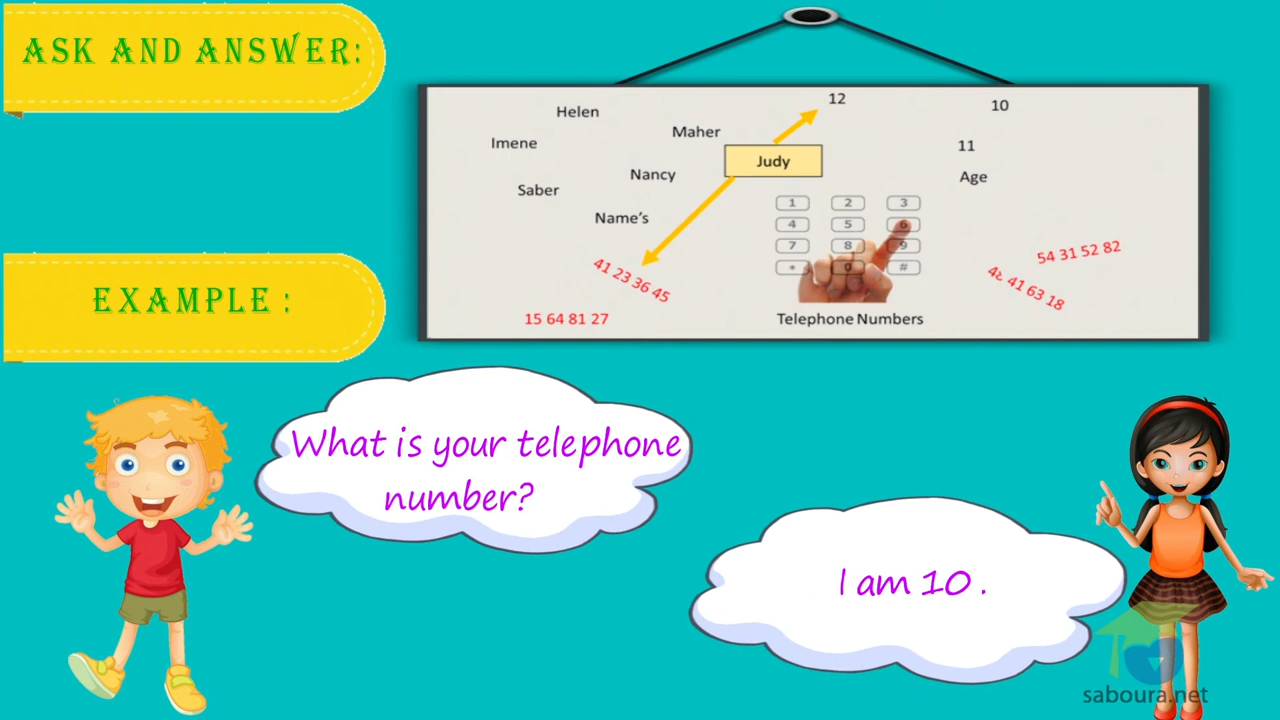 ASK AND ANSWER:
12
10
Helen
Maher
Imene
11
Judy
Nancy
Age
Saber
Name's
1 2 3
4 5 6
7 8 9
* 0 #
41 23 36 45
54 31 52 82
41 63 18
15 64 81 27
Telephone Numbers
EXAMPLE :
What is your telephone
number?
I am 10 .
saboura.net